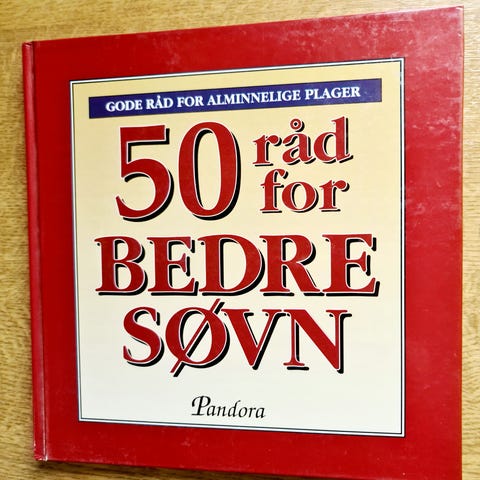 GODE RÅD FOR ALMINNELIGE PLAGER
50 råd
for
BEDRE
SØVN
Pandora